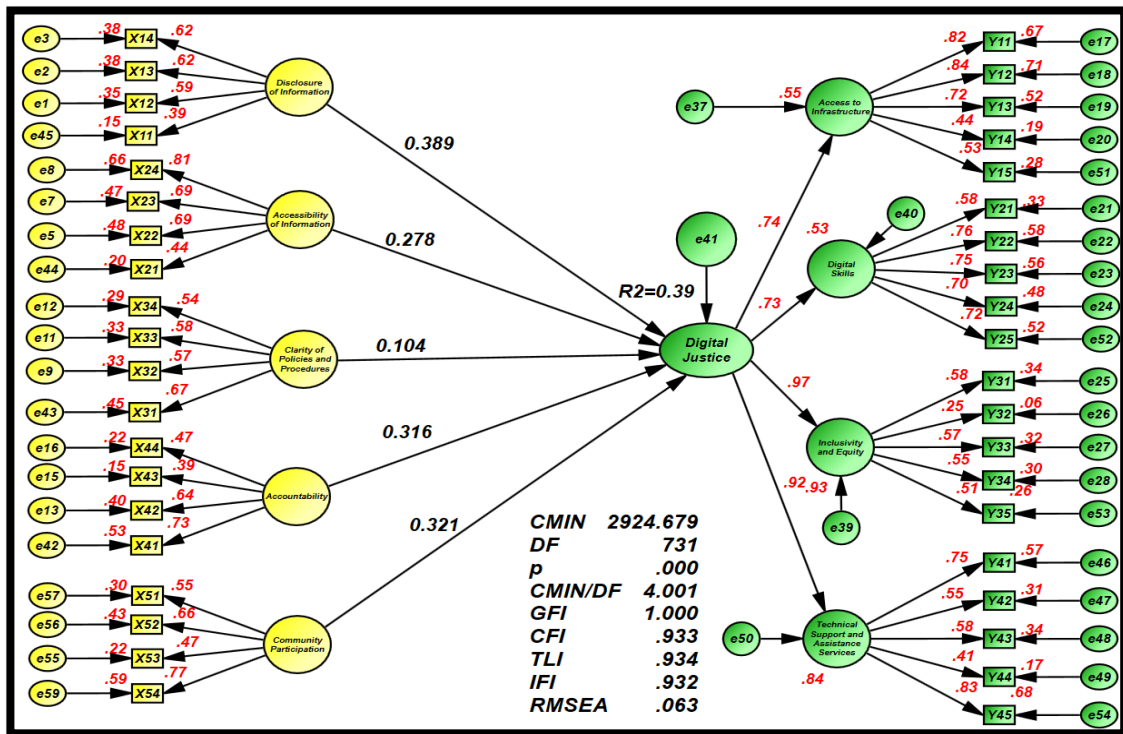 e3 .38 X14 .62
e2 .38 X13 .62
e1 .35 X12 .59
e45 .15 X11 .39
Disclosure
of Information
e8 .66 X24 .81
e7 .47 X23 .69
e5 .48 X22 .69
e44 .20 X21 .44
Accessibility
of Information
e12 .29 X34 .54
e11 .33 X33 .58
e9 .33 X32 .57
e43 .45 X31 .67
Clarity of
Policies and
Procedures
e16 .22 X44 .47
e15 .15 X43 .39
e13 .40 X42 .64
e42 .53 X41 .73
Accountability
e57 .30 X51 .55
e56 .43 X52 .66
e55 .22 X53 .47
e59 .59 X54 .77
Community
Participation
0.389
0.278
0.104
0.316
0.321
e41
R2=0.39
Digital
Justice
.74
.73
.97
.92
e37 .55
Access to
Infrastructure
.82 Y11 .67 e17
.84 Y12 .71 e18
.72 Y13 .52 e19
.44 Y14 .19 e20
.53 Y15 .28 e51
e40
.53
Digital
Skills
.58 Y21 .33 e21
.76 Y22 .58 e22
.75 Y23 .56 e23
.70 Y24 .48 e24
.72 Y25 .52 e52
Inclusivity
and Equity
.93
e39
.58 Y31 .34 e25
.25 Y32 .06 e26
.57 Y33 .32 e27
.55 Y34 .30 e28
.51 Y35 .26 e53
e50
Technical
Support and
Assistance
Services
.84
.75 Y41 .57 e46
.55 Y42 .31 e47
.58 Y43 .34 e48
.41 Y44 .17 e49
.83 Y45 .68 e54
CMIN 2924.679
DF 731
p .000
CMIN/DF 4.001
GFI 1.000
CFI .933
TLI .934
IFI .932
RMSEA .063